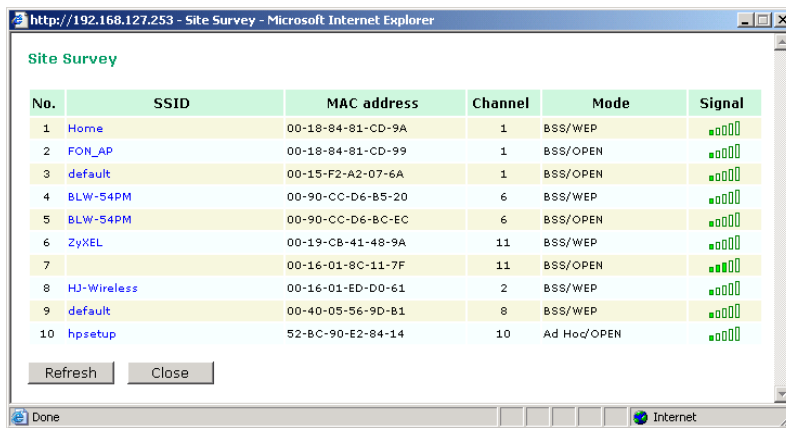 http://192.168.127.253 - Site Survey - Microsoft Internet Explorer
Site Survey
No. SSID MAC address Channel Mode Signal
1 Home 00-18-84-81-CD-9A 1 BSS/WEP
2 FON_AP 00-18-84-81-CD-99 1 BSS/OPEN
3 default 00-15-F2-A2-07-6A 1 BSS/OPEN
4 BLW-54PM 00-90-CC-D6-B5-20 6 BSS/WEP
5 BLW-54PM 00-90-CC-D6-BC-EC 6 BSS/OPEN
6 ZyXEL 00-19-CB-41-48-9A 11 BSS/WEP
7 00-16-01-8C-11-7F 11 BSS/OPEN
8 HJ-Wireless 00-16-01-ED-D0-61 2 BSS/WEP
9 default 00-40-05-56-9D-B1 8 BSS/WEP
10 hpsetup 52-BC-90-E2-84-14 10 Ad Hoc/OPEN
Refresh Close
Done Internet